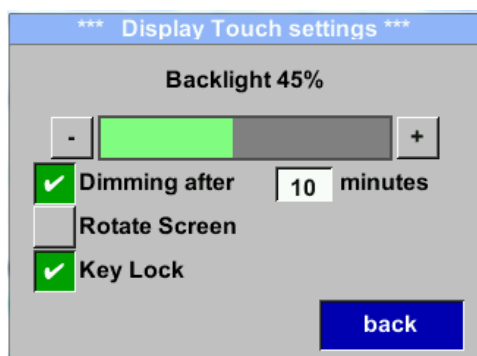 *** Display Touch settings ***
Backlight 45%
- +
Dimming after 10 minutes
Rotate Screen
Key Lock
back